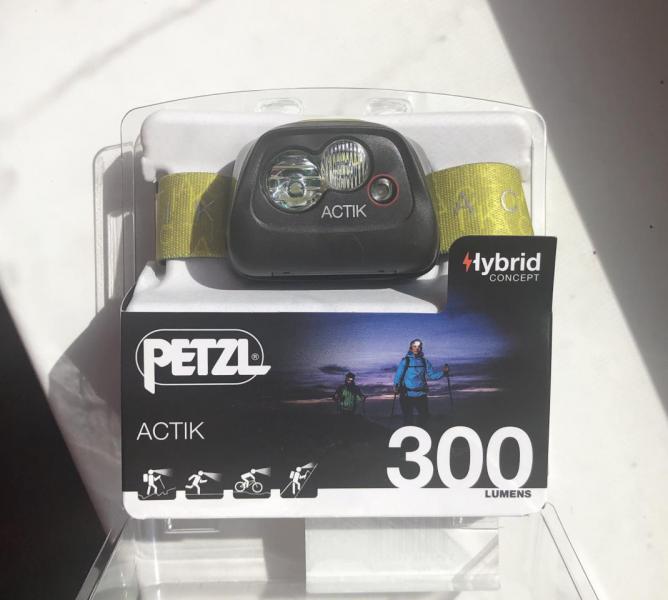 ACTIK
I K
A C
Hybrid
CONCEPT
PETZL®
ACTIK
300
LUMENS